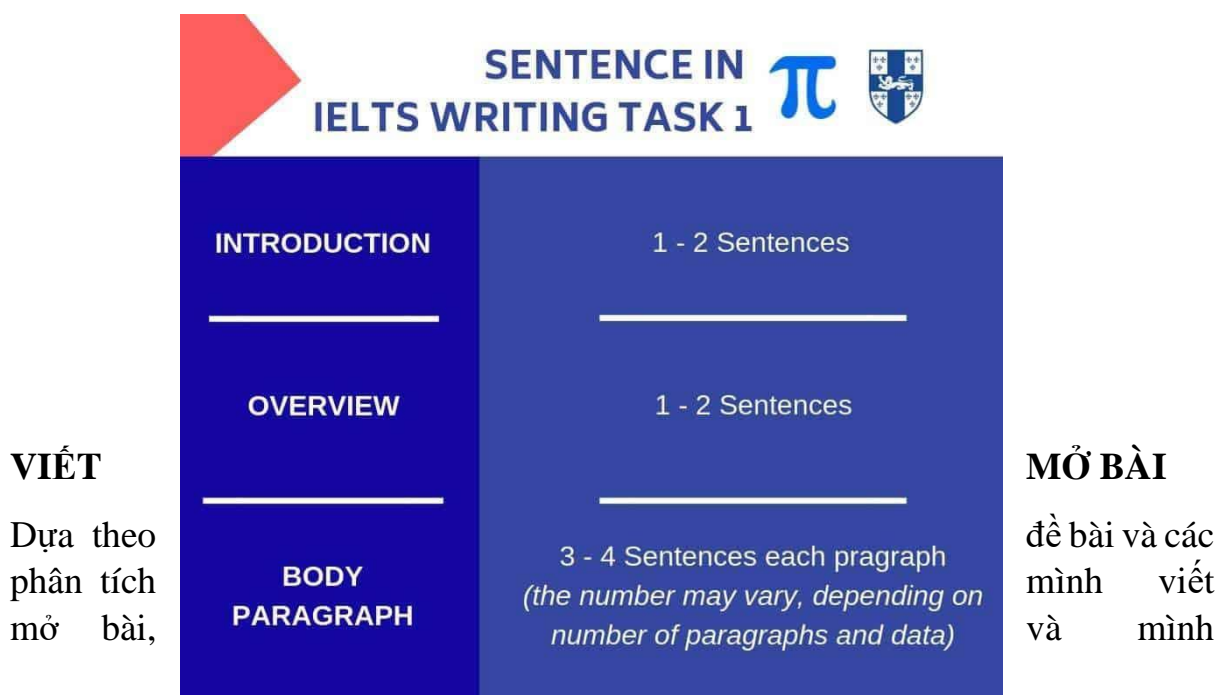 SENTENCE IN
IELTS WRITING TASK 1
π
INTRODUCTION
1 - 2 Sentences
OVERVIEW
1 - 2 Sentences
BODY
PARAGRAPH
3 - 4 Sentences each pragraph
(the number may vary, depending on
number of paragraphs and data)
VIẾT MỞ BÀI
Dựa theo đề bài và các
phân tích mình viết
mở bài, và mình